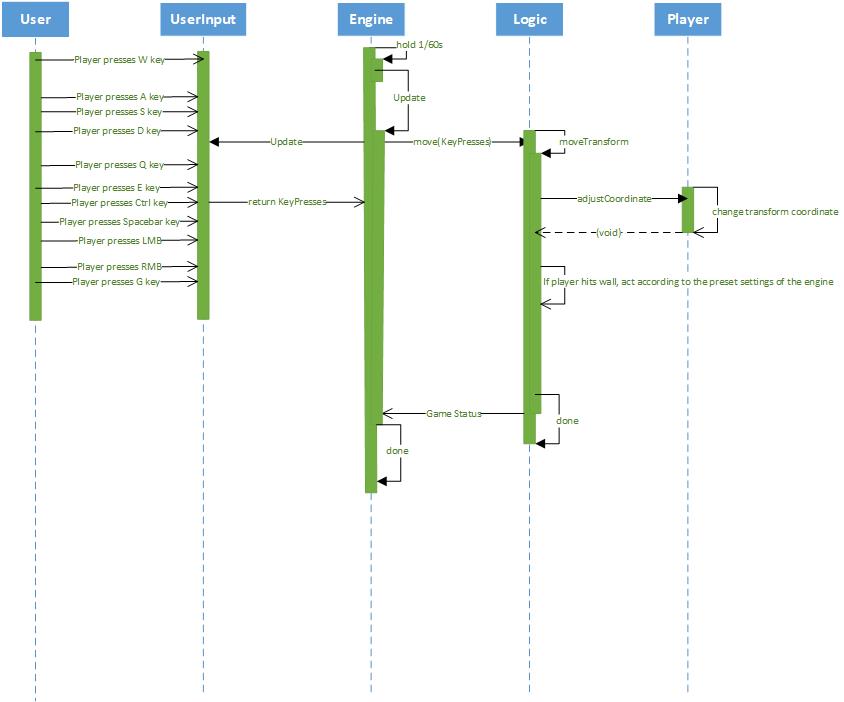 User
UserInput
Engine
Logic
Player
hold 1/60s
Player presses W key
Player presses A key
Update
Player presses S key
Player presses D key
Update
move(KeyPresses)
moveTransform
Player presses Q key
Player presses E key
Player presses Ctrl key
return KeyPresses
adjustCoordinate
change transform coordinate
Player presses Spacebar key
(void)
Player presses LMB
Player presses RMB
Player presses G key
If player hits wall, act according to the preset settings of the engine
Game Status
done
done